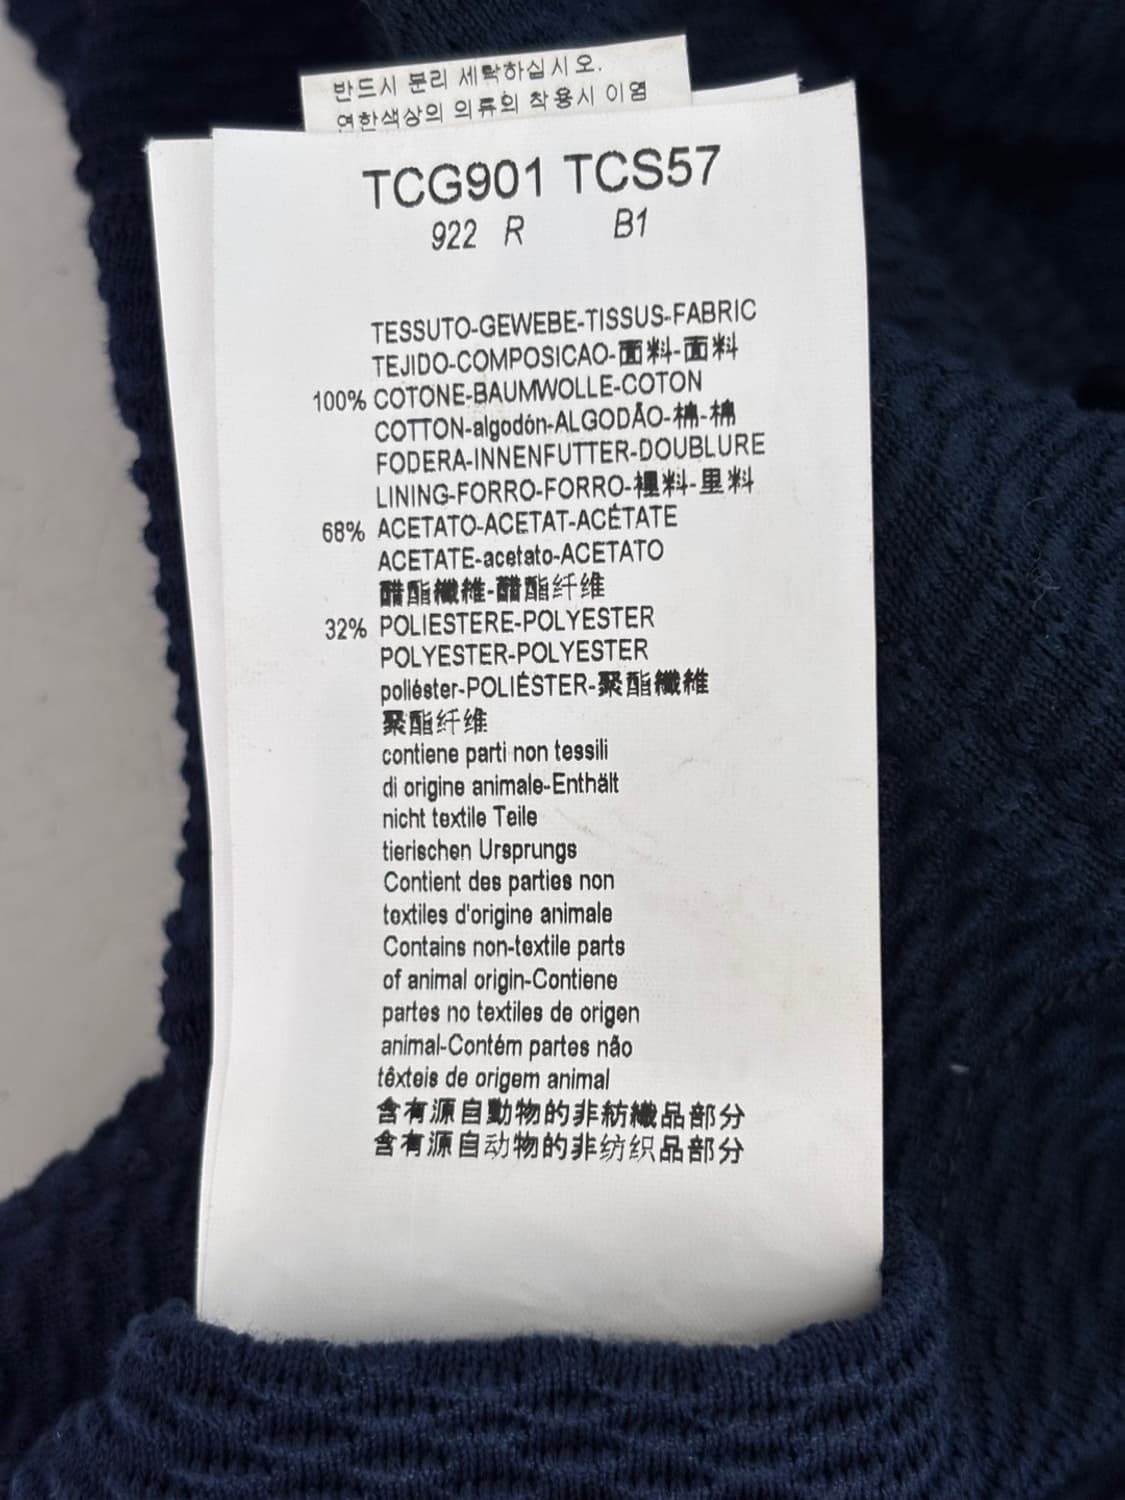 반드시 분리 세탁하십시오.
연한색상의 의류의 착용시 이염
TCG901 TCS57
922 R B1
TESSUTO-GEWEBE-TISSUS-FABRIC
TEJIDO-COMPOSICAO-面料-面料
100% COTONE-BAUMWOLLE-COTON
COTTON-algodón-ALGODÃO-棉-棉
FODERA-INNENFUTTER-DOUBLURE
LINING-FORRO-FORRO-裡料-里料
68% ACETATO-ACETAT-ACÉTATE
ACETATE-acetato-ACETATO
醋酯纖維-醋酯纤维
32% POLIESTERE-POLYESTER
POLYESTER-POLYESTER
poliéster-POLIÉSTER-聚酯纖維
聚酯纤维
contiene parti non tessili
di origine animale-Enthält
nicht textile Teile
tierischen Ursprungs
Contient des parties non
textiles d'origine animale
Contains non-textile parts
of animal origin-Contiene
partes no textiles de origen
animal-Contém partes não
têxteis de origem animal
含有源自動物的非紡織品部分
含有源自动物的非纺织品部分